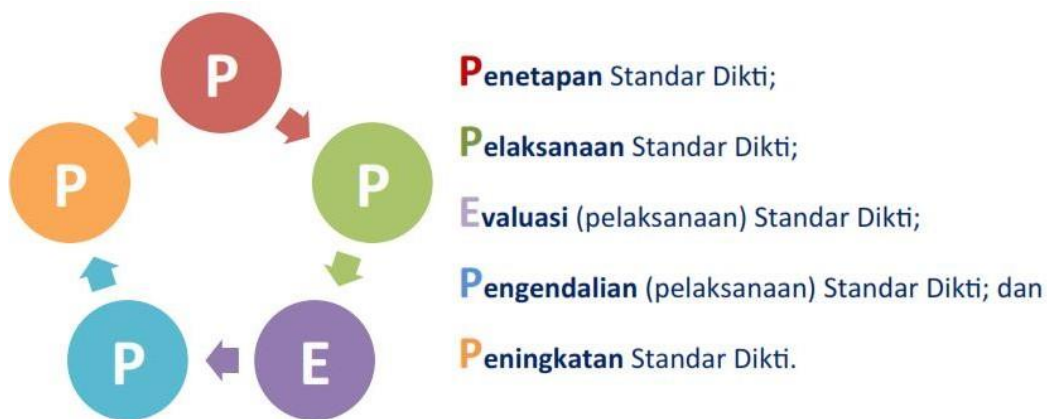 P
P
P
P
E
Penetapan Standar Dikti;
Pelaksanaan Standar Dikti;
Evaluasi (pelaksanaan) Standar Dikti;
Pengendalian (pelaksanaan) Standar Dikti; dan
Peningkatan Standar Dikti.